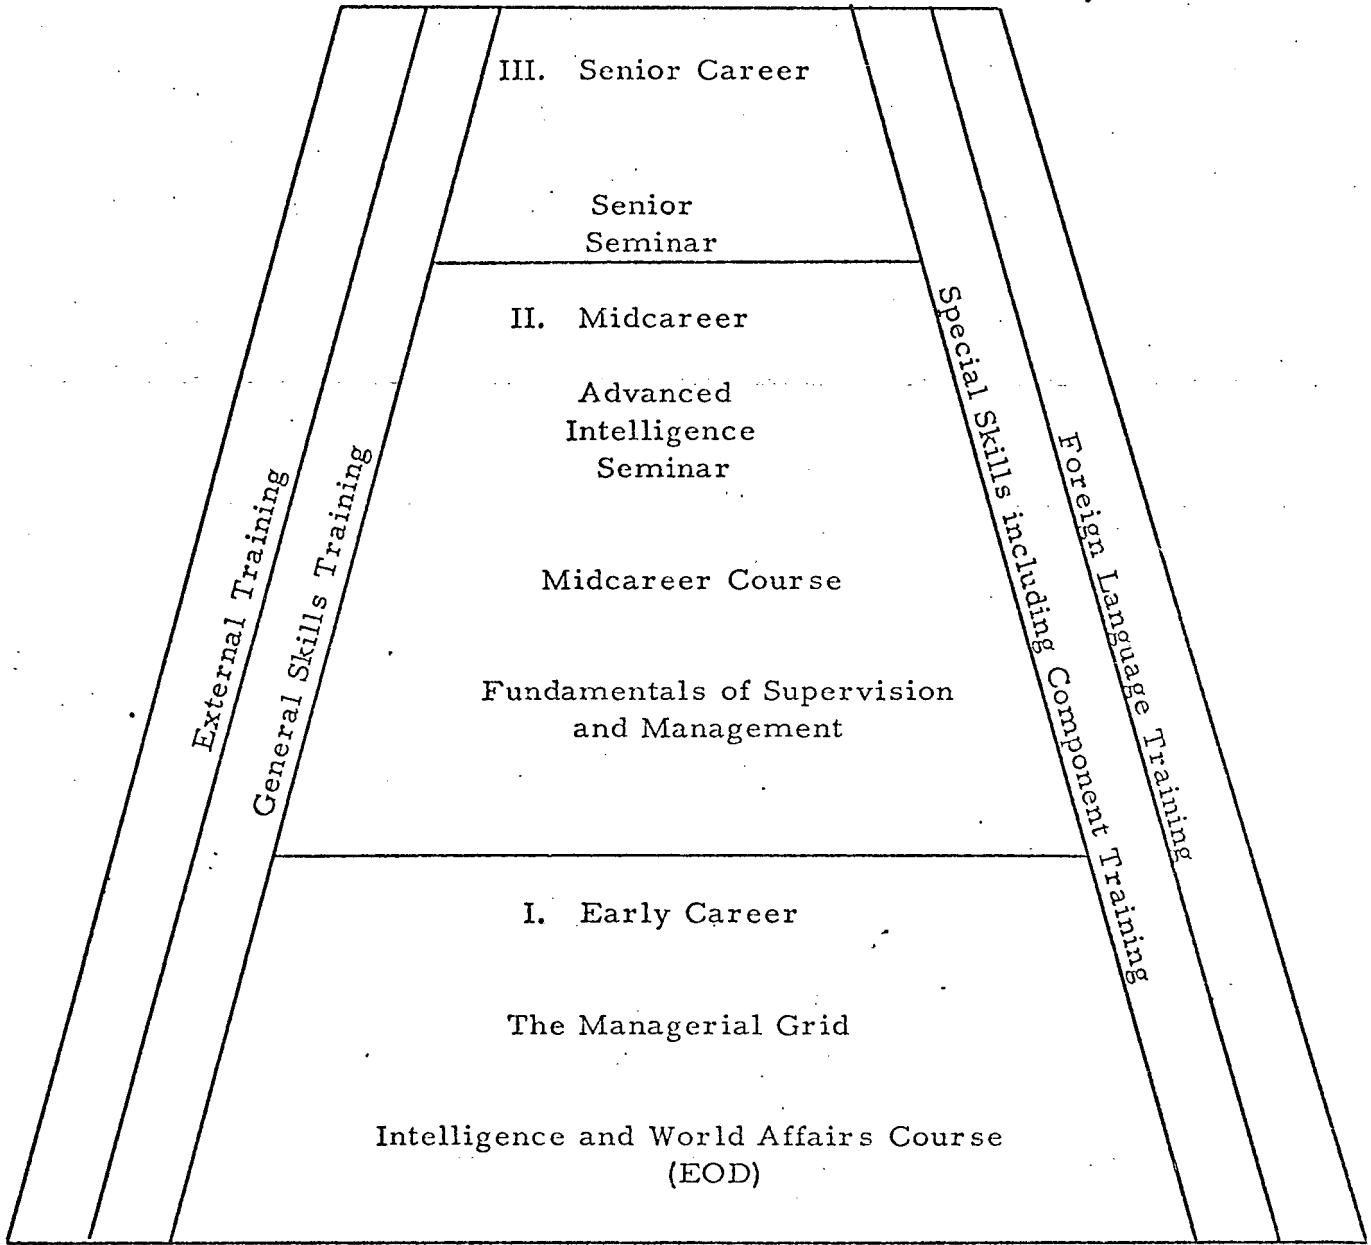 III. Senior Career
Senior
Seminar
II. Midcareer
Advanced
Intelligence
Seminar
Midcareer Course
Fundamentals of Supervision
and Management
I. Early Career
The Managerial Grid
Intelligence and World Affairs Course
(EOD)
External Training
General Skills Training
Special Skills including Component Training
Foreign Language Training